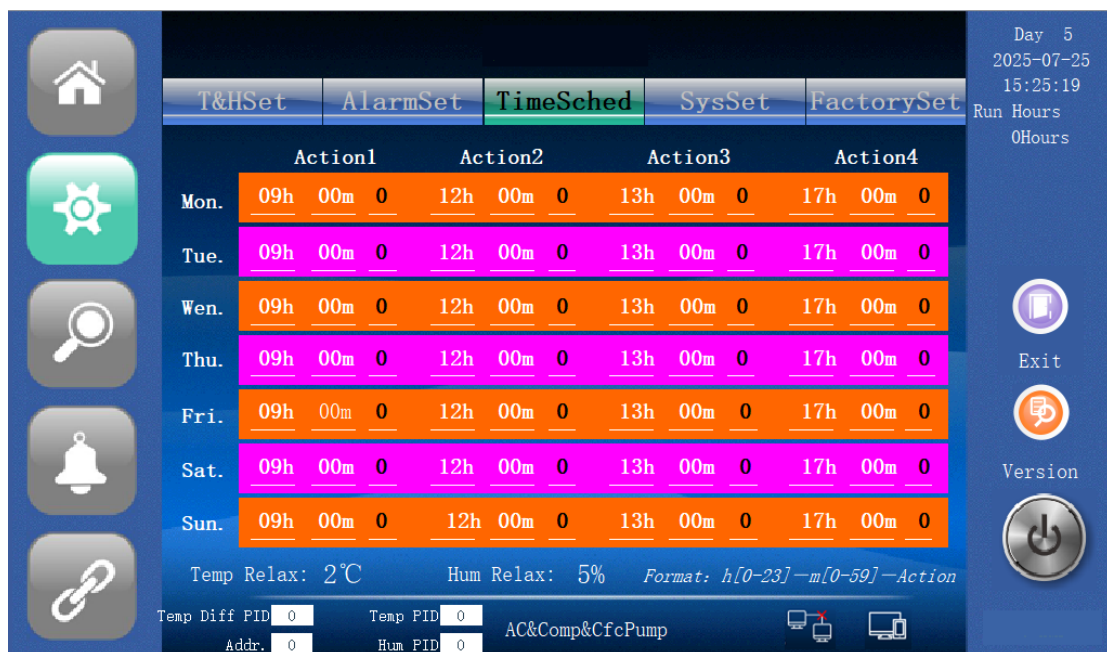 Day 5
2025-07-25
15:25:19
Run Hours
0Hours
T&HSet AlarmSet TimeSched SysSet FactorySet
Action1 Action2 Action3 Action4
Mon. 09h 00m 0 12h 00m 0 13h 00m 0 17h 00m 0
Tue. 09h 00m 0 12h 00m 0 13h 00m 0 17h 00m 0
Wen. 09h 00m 0 12h 00m 0 13h 00m 0 17h 00m 0
Thu. 09h 00m 0 12h 00m 0 13h 00m 0 17h 00m 0
Fri. 09h 00m 0 12h 00m 0 13h 00m 0 17h 00m 0
Sat. 09h 00m 0 12h 00m 0 13h 00m 0 17h 00m 0
Sun. 09h 00m 0 12h 00m 0 13h 00m 0 17h 00m 0
Exit
Version
Temp Relax: 2℃ Hum Relax: 5% Format: h[0-23]—m[0-59]—Action
Temp Diff PID 0 Temp PID 0
AC&Comp&CfcPump
Addr. 0 Hum PID 0